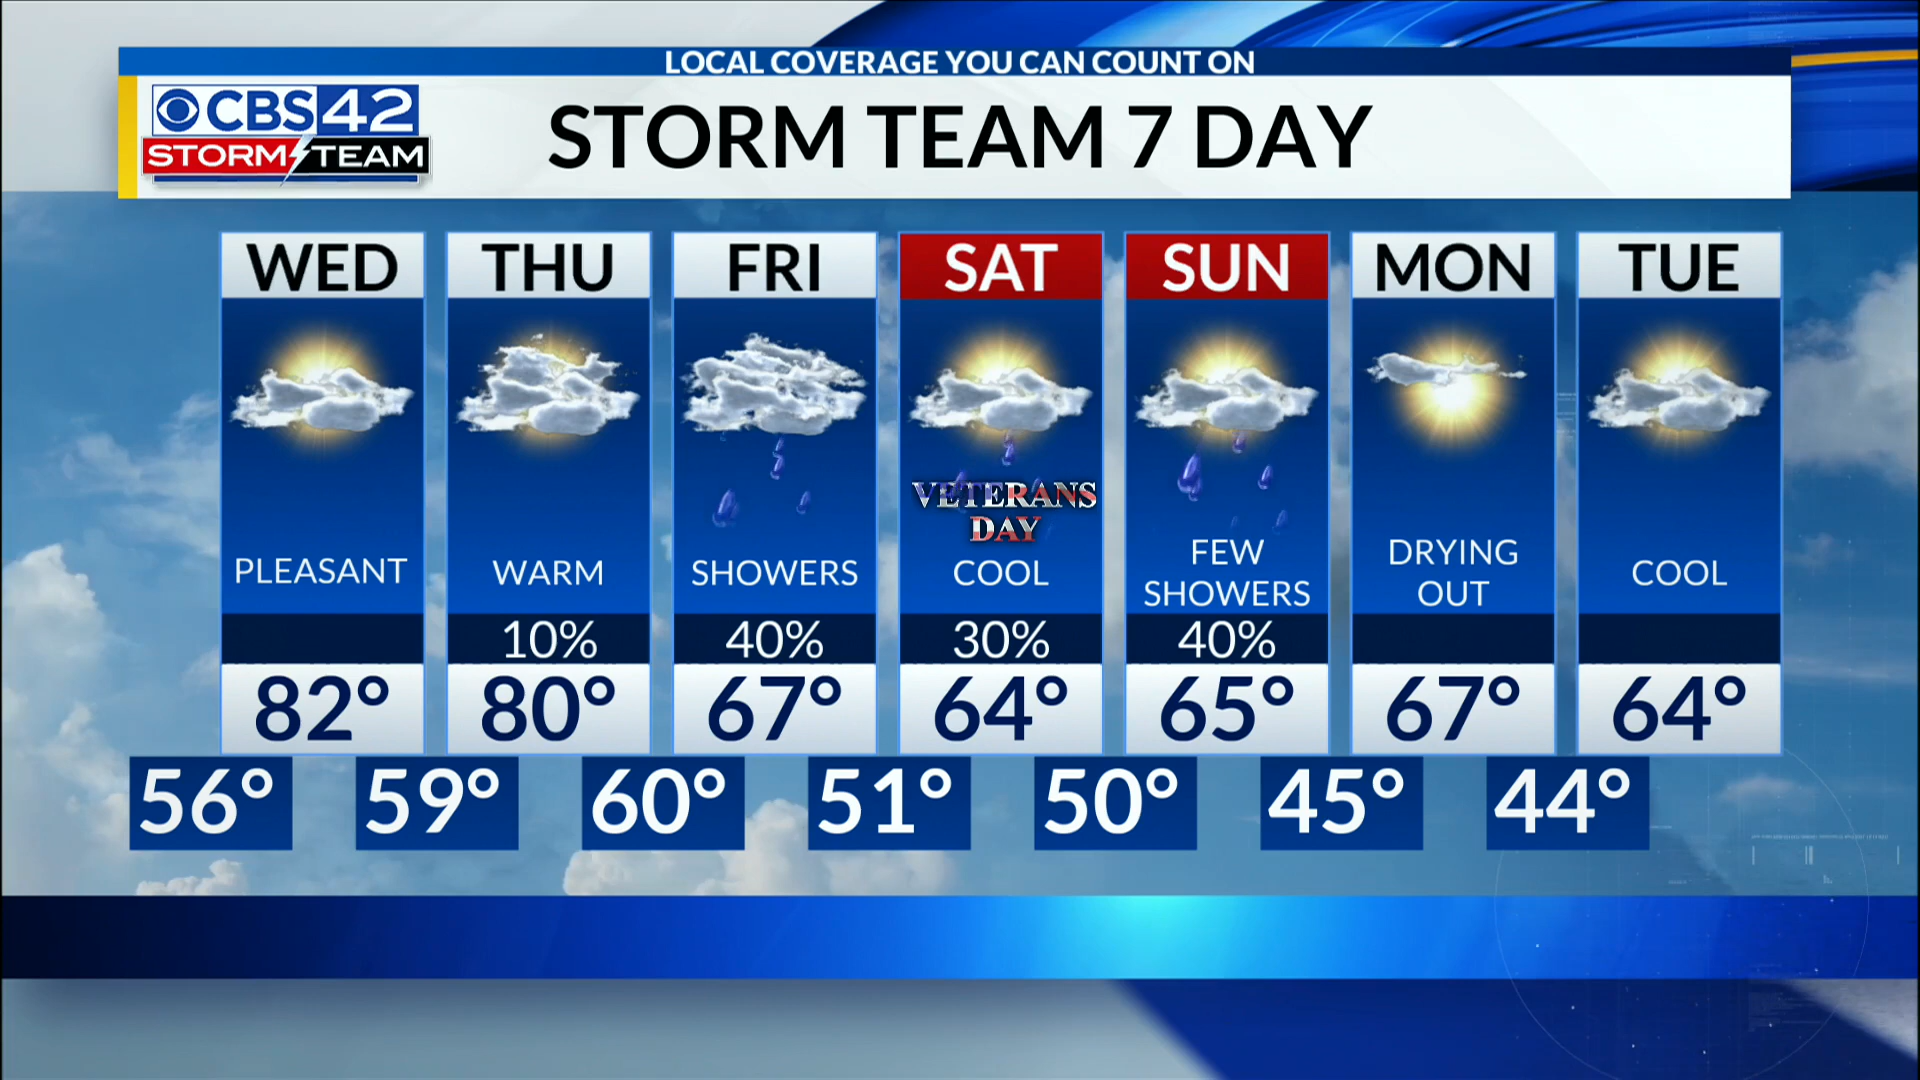 LOCAL COVERAGE YOU CAN COUNT ON
CBS 42
STORM TEAM
STORM TEAM 7 DAY
WED THU FRI SAT SUN MON TUE
VETERANS
DAY
PLEASANT WARM SHOWERS COOL FEW
SHOWERS DRYING
OUT COOL
10% 40% 30% 40%
82° 80° 67° 64° 65° 67° 64°
56° 59° 60° 51° 50° 45° 44°